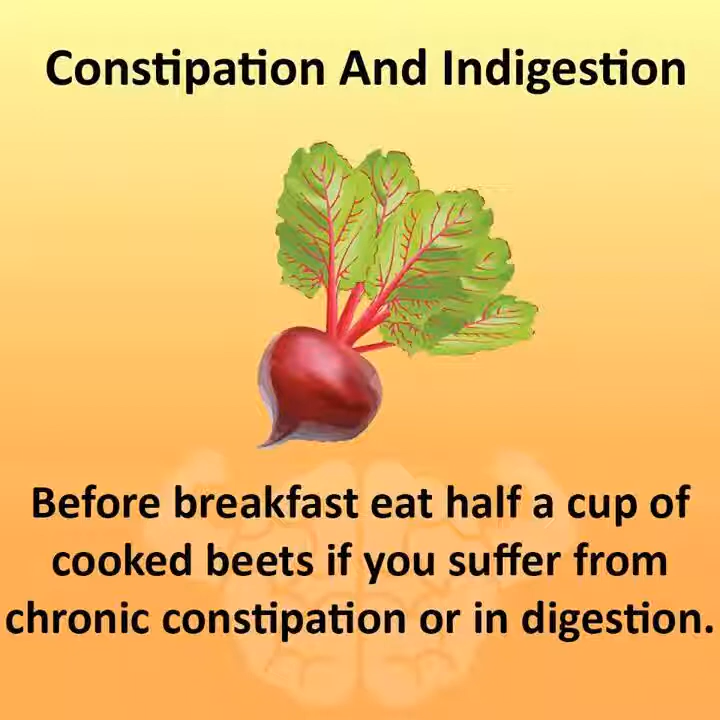 Constipation And Indigestion
Before breakfast eat half a cup of
cooked beets if you suffer from
chronic constipation or in digestion.